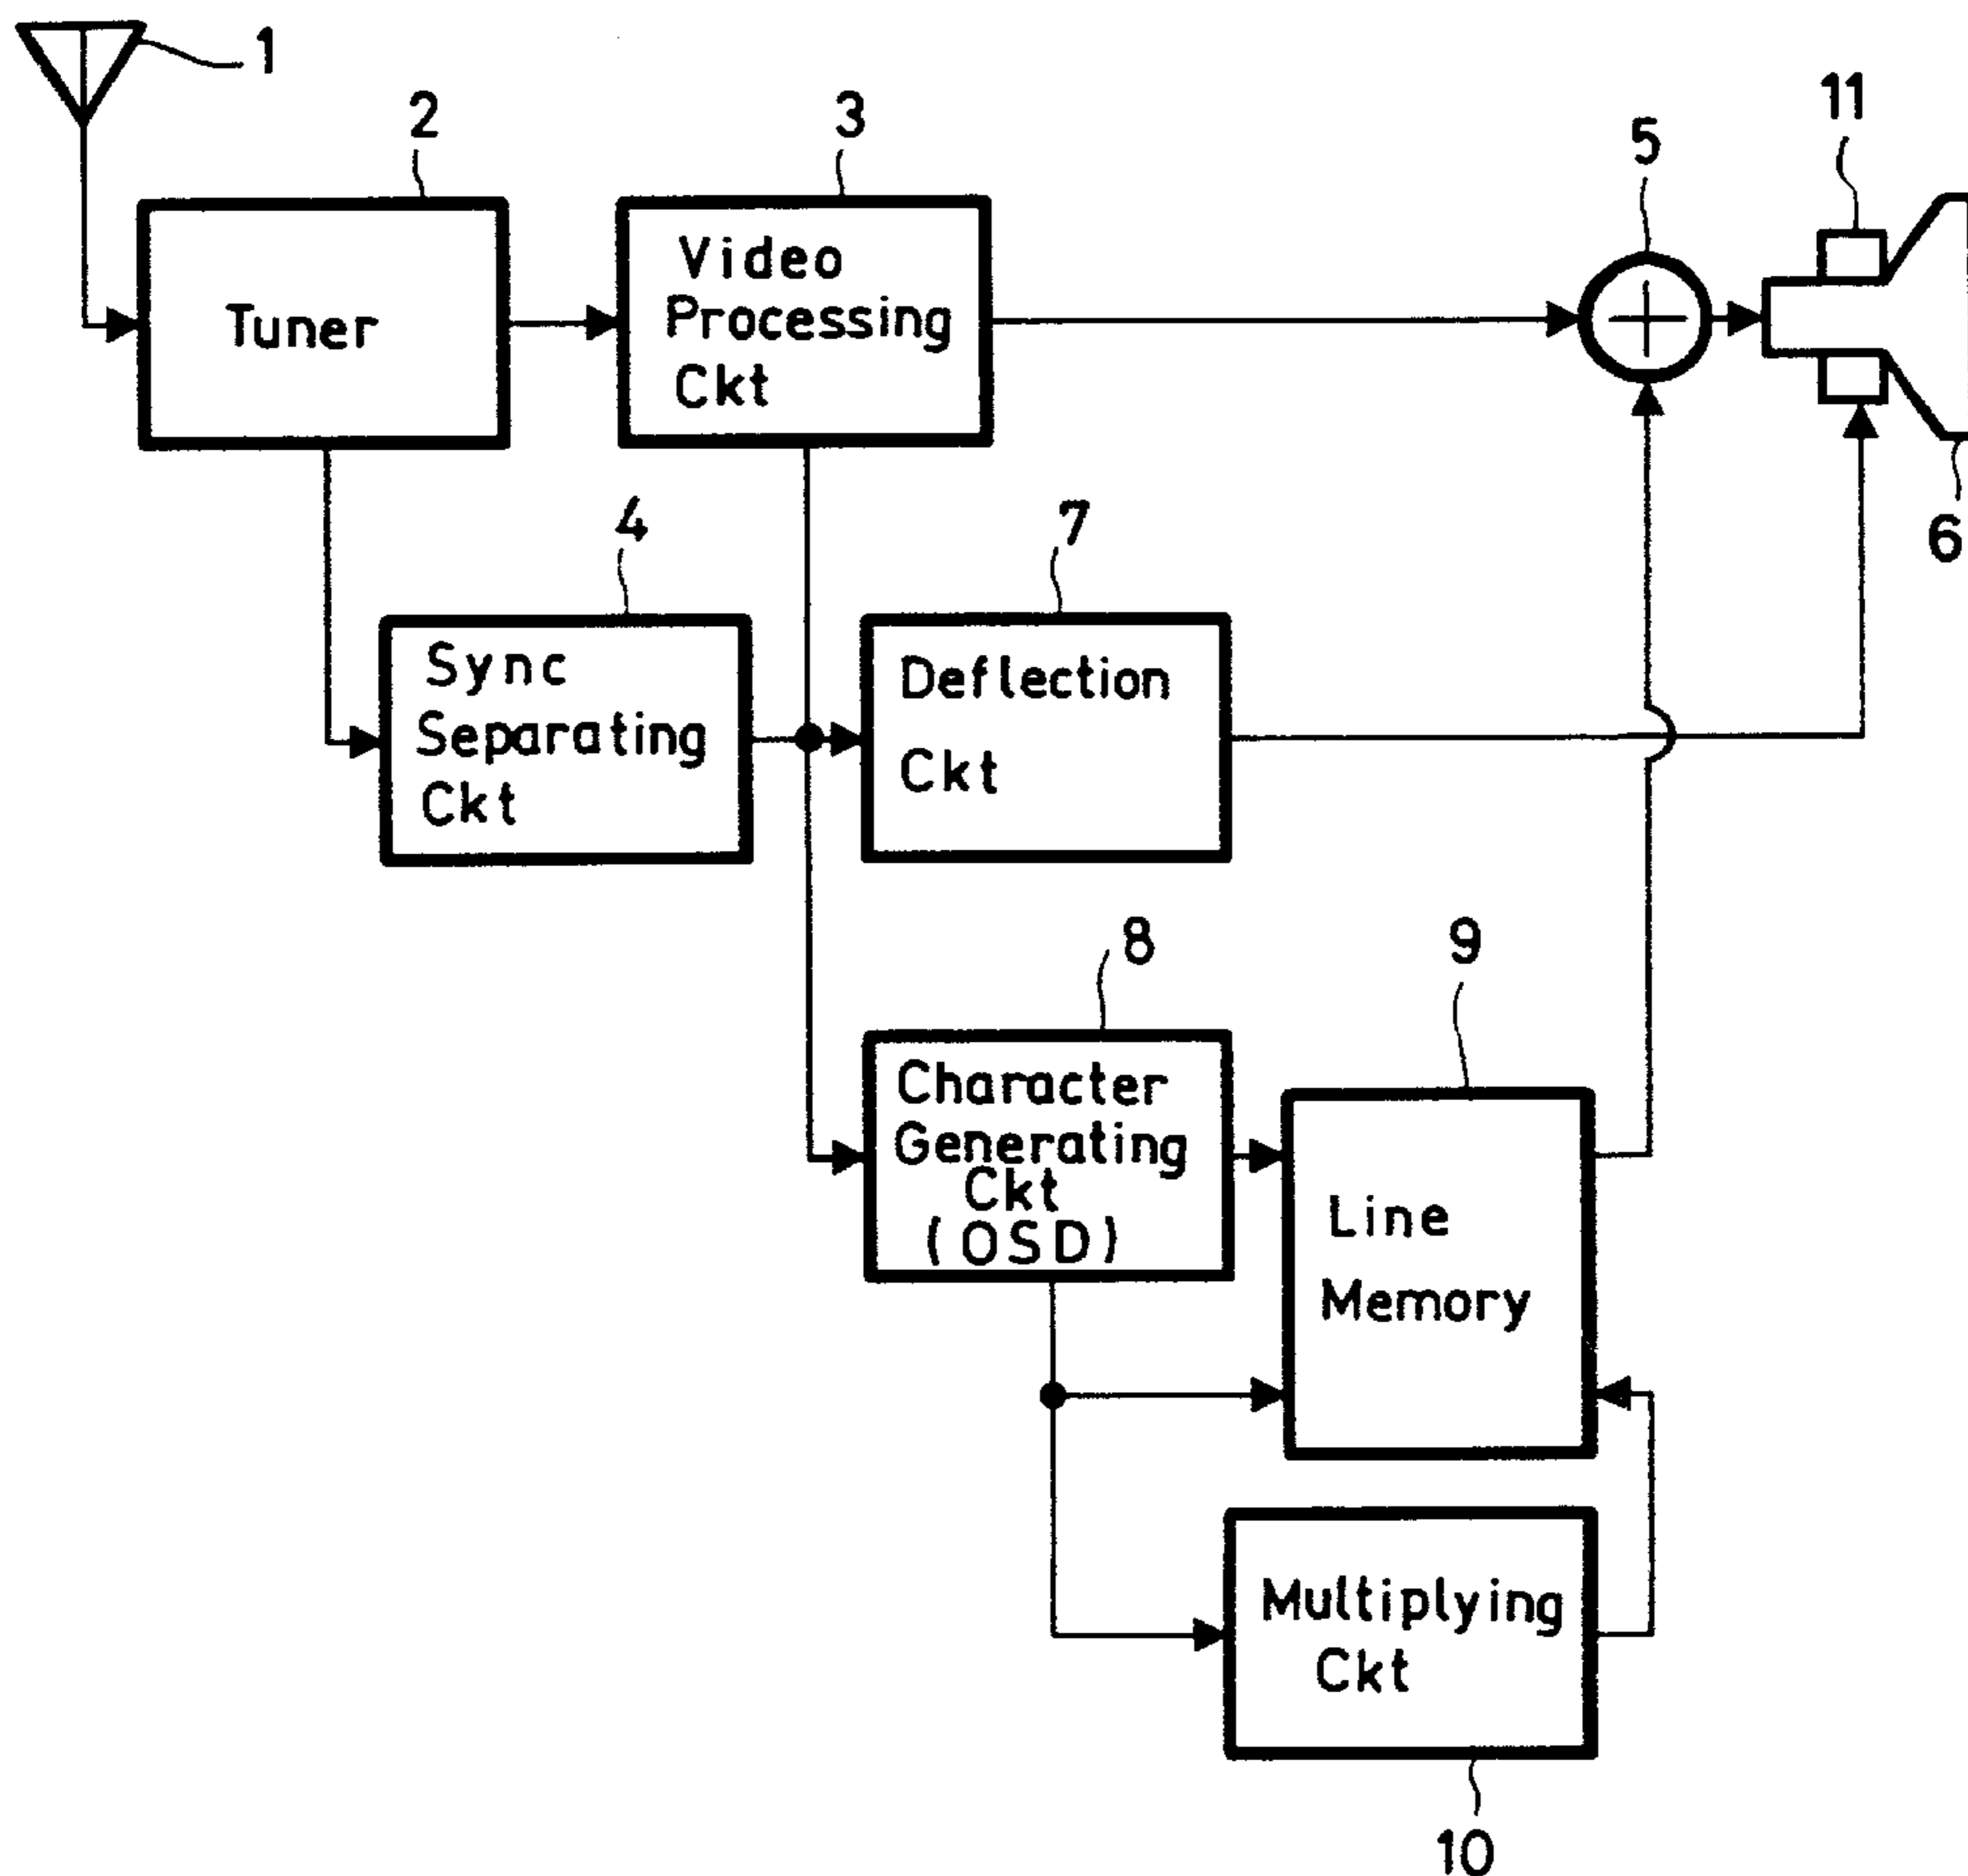 1
2
3
5
11
Tuner
Video
Processing
Ckt
6
4
7
Sync
Separating
Ckt
Deflection
Ckt
8
9
Character
Generating
Ckt
(OSD)
Line
Memory
Multiplying
Ckt
10